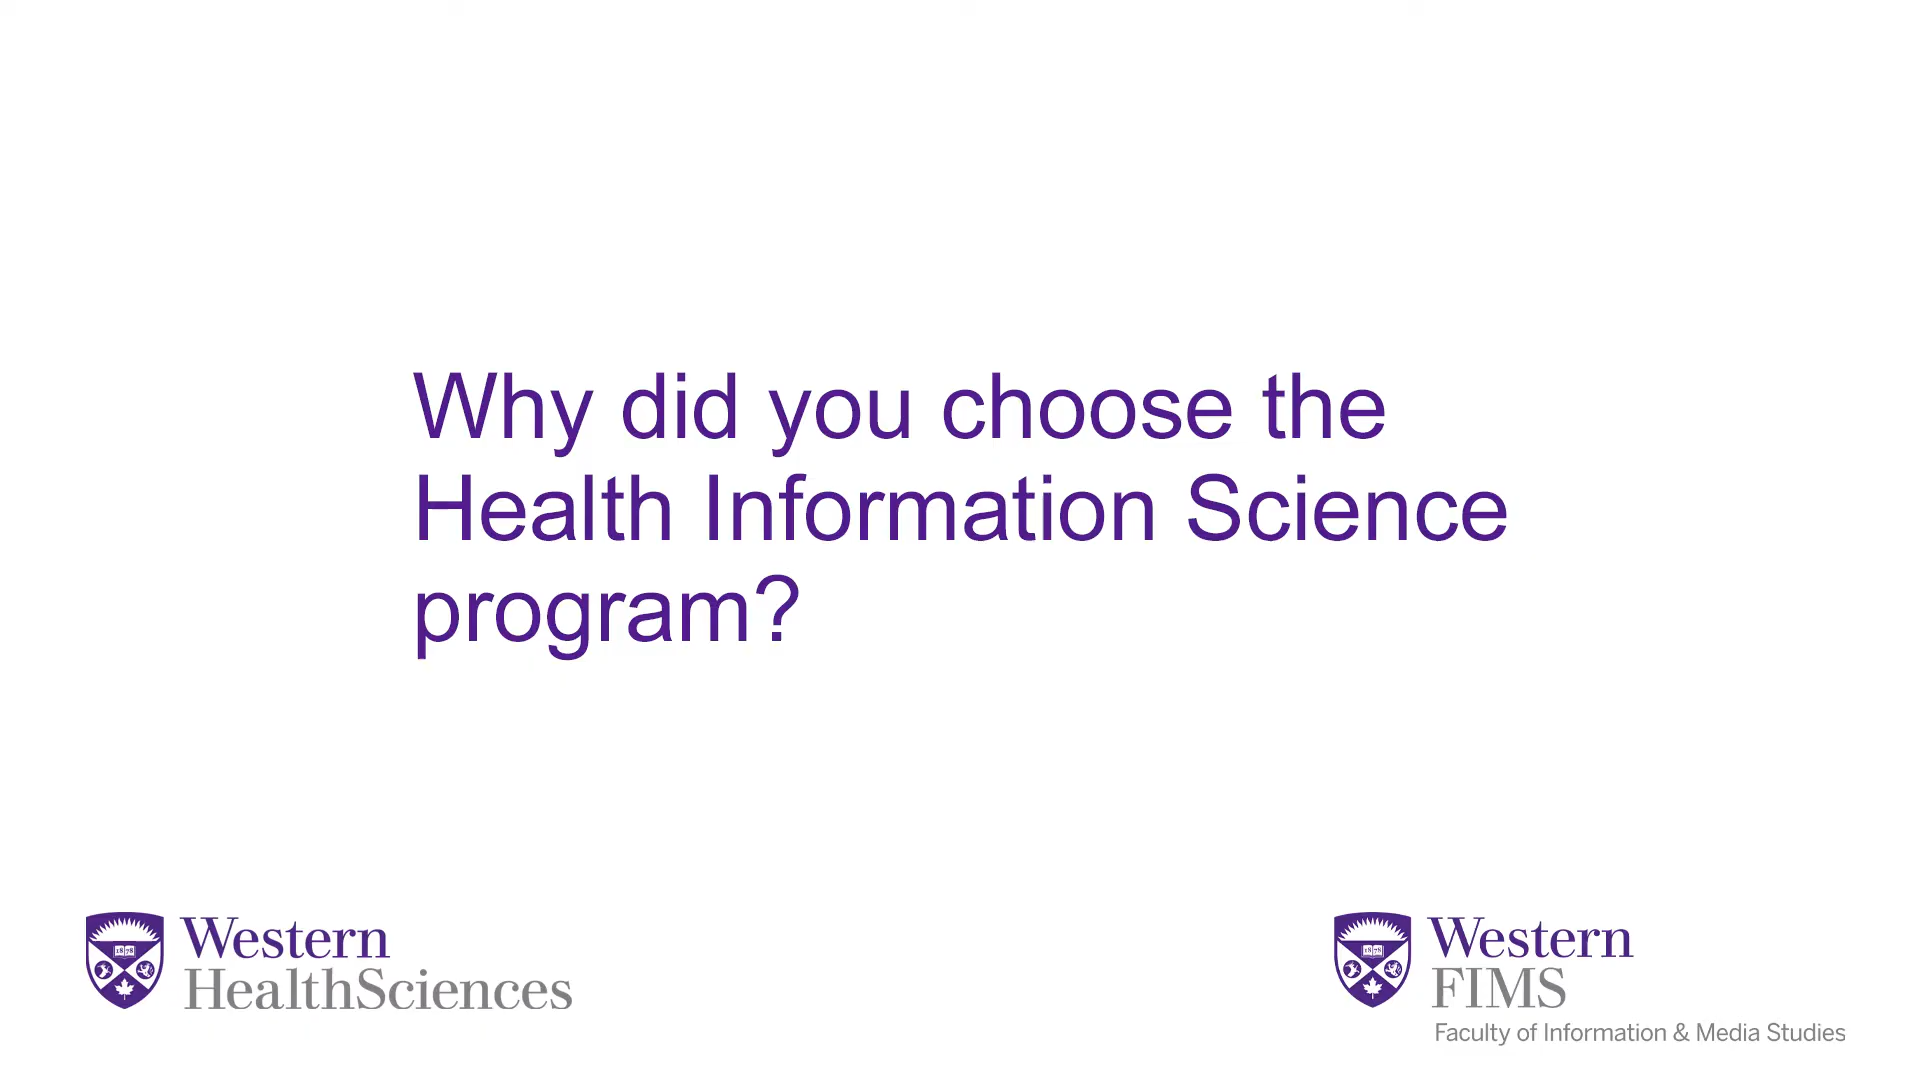 Why did you choose the
Health Information Science
program?
Western
HealthSciences
Western
FIMS
Faculty of Information & Media Studies